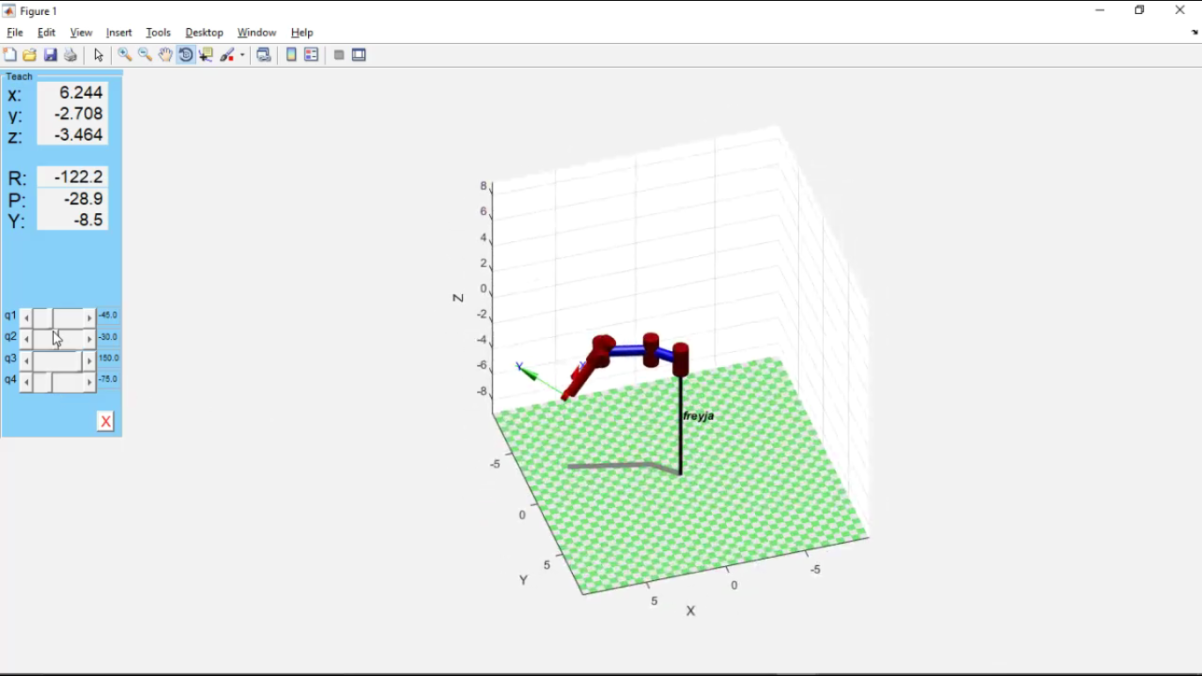 Figure 1
File Edit View Insert Tools Desktop Window Help
Teach
x: 6.244
y: -2.708
z: -3.464
R: -122.2
P: -28.9
Y: -8.5
q1 -45.0
q2 -30.0
q3 150.0
q4 -75.0
X
8
6
4
2
0
-2
-4
-6
-8
Z
Y
freyja
-5
0
5
Y
5
0
-5
X